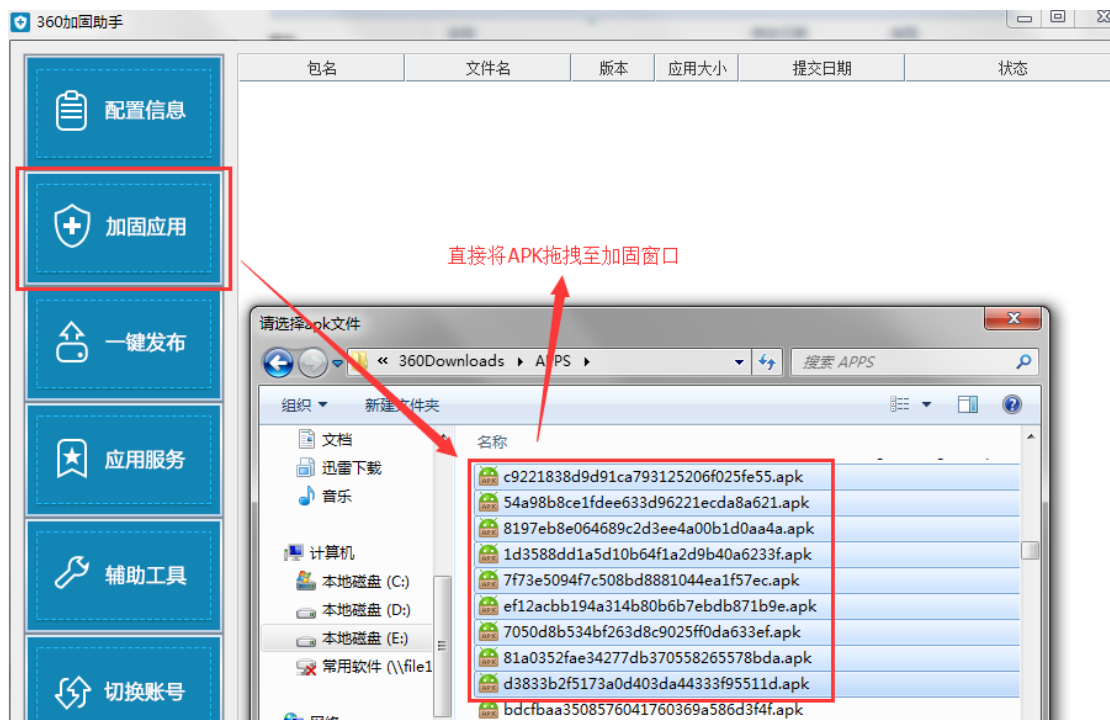 360加固助手
包名 文件名 版本 应用大小 提交日期 状态
配置信息
加固应用
一键发布
应用服务
辅助工具
切换账号
直接将APK拖拽至加固窗口
请选择apk文件
« 360Downloads ▸ APPS ▸ 搜索 APPS
组织 新建文件夹
文档
迅雷下载
音乐
计算机
本地磁盘 (C:)
本地磁盘 (D:)
本地磁盘 (E:)
常用软件 (\\file1
网络
名称
c9221838d9d91ca793125206f025fe55.apk
54a98b8ce1fdee633d96221ecda8a621.apk
8197eb8e064689c2d3ee4a00b1d0aa4a.apk
1d3588dd1a5d10b64f1a2d9b40a6233f.apk
7f73e5094f7c508bd8881044ea1f57ec.apk
ef12acbb194a314b80b6b7ebdb871b9e.apk
7050d8b534bf263d8c9025ff0da633ef.apk
81a0352fae34277db370558265578bda.apk
d3833b2f5173a0d403da44333f95511d.apk
bdcfbaa3508576041760369a586d3f4f.apk